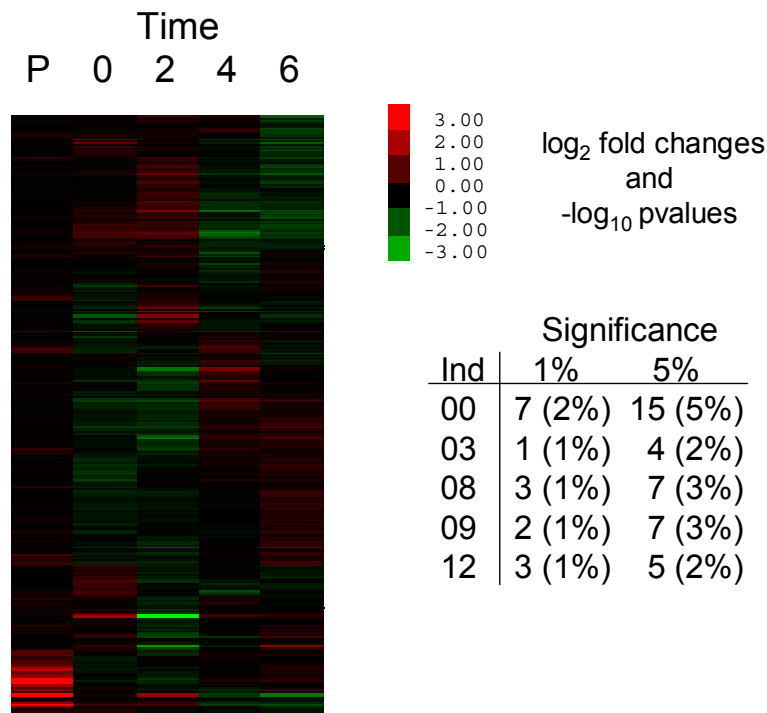 Time
P 0 2 4 6
3.00
2.00
1.00
0.00
-1.00
-2.00
-3.00
log2 fold changes
and
-log10 pvalues
Significance
Ind 1% 5%
00 7 (2%) 15 (5%)
03 1 (1%) 4 (2%)
08 3 (1%) 7 (3%)
09 2 (1%) 7 (3%)
12 3 (1%) 5 (2%)